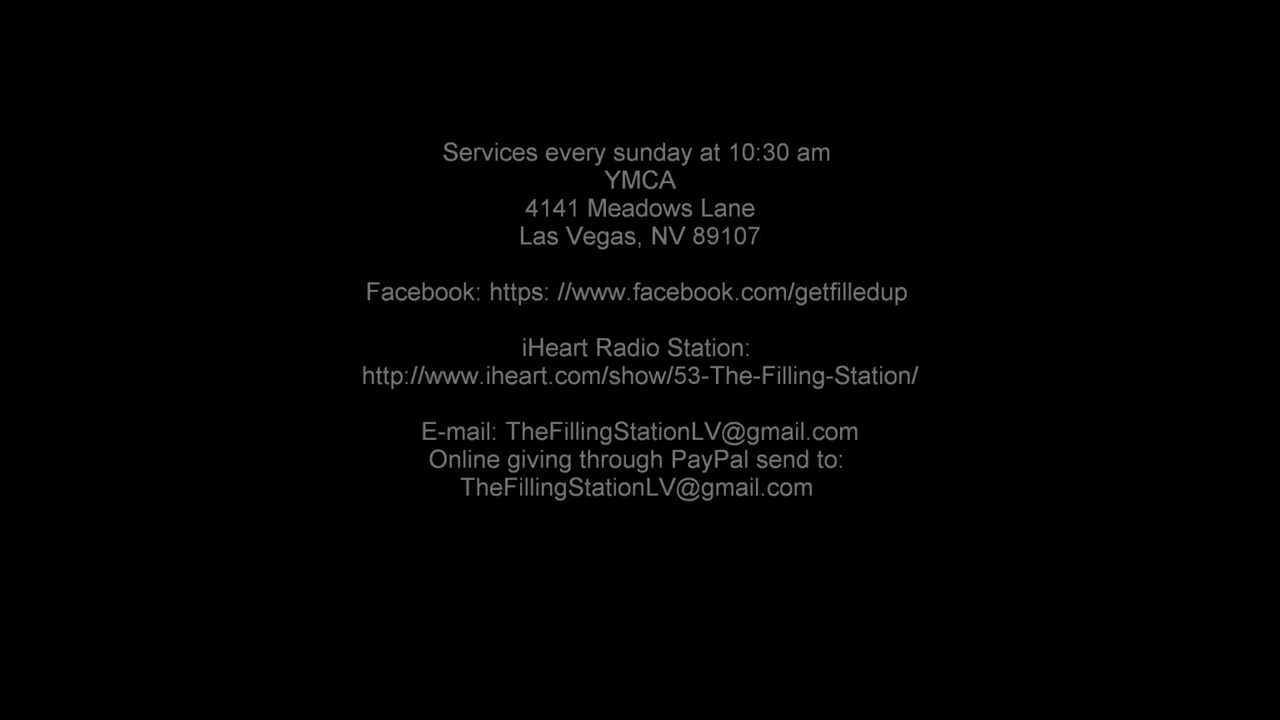 Services every sunday at 10:30 am
YMCA
4141 Meadows Lane
Las Vegas, NV 89107
Facebook: https: //www.facebook.com/getfilledup
iHeart Radio Station:
http://www.iheart.com/show/53-The-Filling-Station/
E-mail: TheFillingStationLV@gmail.com
Online giving through PayPal send to:
TheFillingStationLV@gmail.com